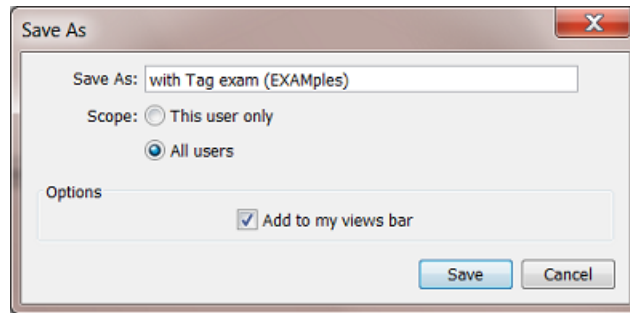 Save As
Save As: with Tag exam (EXAMples)
Scope: This user only
All users
Options
Add to my views bar
Save Cancel